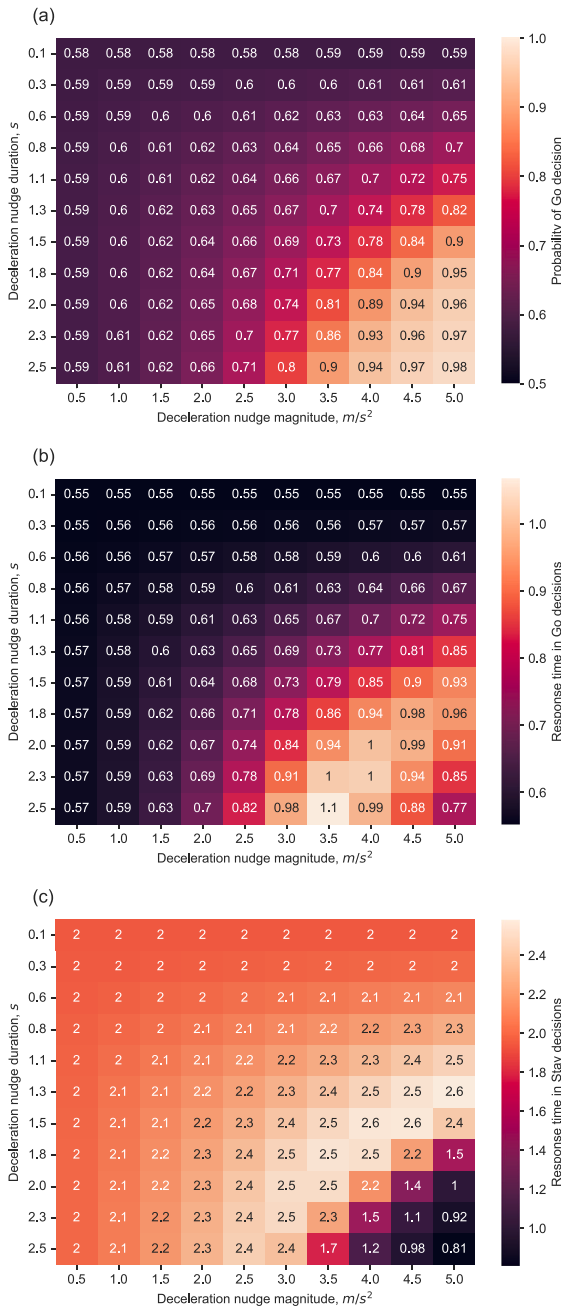 (a)
0.1 0.58 0.58 0.58 0.58 0.58 0.58 0.59 0.59 0.59 0.59
0.3 0.59 0.59 0.59 0.59 0.6 0.6 0.6 0.61 0.61 0.61
0.6 0.59 0.59 0.6 0.6 0.61 0.62 0.63 0.63 0.64 0.65
0.8 0.59 0.6 0.61 0.62 0.63 0.64 0.65 0.66 0.68 0.7
1.1 0.59 0.6 0.61 0.62 0.64 0.66 0.67 0.7 0.72 0.75
1.3 0.59 0.6 0.62 0.63 0.65 0.67 0.7 0.74 0.78 0.82
1.5 0.59 0.6 0.62 0.64 0.66 0.69 0.73 0.78 0.84 0.9
1.8 0.59 0.6 0.62 0.64 0.67 0.71 0.77 0.84 0.9 0.95
2.0 0.59 0.6 0.62 0.65 0.68 0.74 0.81 0.89 0.94 0.96
2.3 0.59 0.61 0.62 0.65 0.7 0.77 0.86 0.93 0.96 0.97
2.5 0.59 0.61 0.62 0.66 0.71 0.8 0.9 0.94 0.97 0.98
0.5 1.0 1.5 2.0 2.5 3.0 3.5 4.0 4.5 5.0
Deceleration nudge magnitude, m/s²
Deceleration nudge duration, s
1.0
0.9
0.8
0.7
0.6
0.5
Probability of Go decision
(b)
0.1 0.55 0.55 0.55 0.55 0.55 0.55 0.55 0.55 0.55 0.55
0.3 0.55 0.56 0.56 0.56 0.56 0.56 0.56 0.57 0.57 0.57
0.6 0.56 0.56 0.57 0.57 0.58 0.58 0.59 0.6 0.6 0.61
0.8 0.56 0.57 0.58 0.59 0.6 0.61 0.63 0.64 0.66 0.67
1.1 0.56 0.58 0.59 0.61 0.63 0.65 0.67 0.7 0.72 0.75
1.3 0.57 0.58 0.6 0.63 0.65 0.69 0.73 0.77 0.81 0.85
1.5 0.57 0.59 0.61 0.64 0.68 0.73 0.79 0.85 0.9 0.93
1.8 0.57 0.59 0.62 0.66 0.71 0.78 0.86 0.94 0.98 0.96
2.0 0.57 0.59 0.62 0.67 0.74 0.84 0.94 1 0.99 0.91
2.3 0.57 0.59 0.63 0.69 0.78 0.91 1 1 0.94 0.85
2.5 0.57 0.59 0.63 0.7 0.82 0.98 1.1 0.99 0.88 0.77
0.5 1.0 1.5 2.0 2.5 3.0 3.5 4.0 4.5 5.0
Deceleration nudge magnitude, m/s²
Deceleration nudge duration, s
1.0
0.9
0.8
0.7
0.6
Response time in Go decisions
(c)
0.1 2 2 2 2 2 2 2 2 2 2
0.3 2 2 2 2 2 2 2 2 2 2
0.6 2 2 2 2 2 2.1 2.1 2.1 2.1 2.1
0.8 2 2 2 2.1 2.1 2.1 2.2 2.2 2.3 2.3
1.1 2 2 2.1 2.1 2.2 2.2 2.3 2.3 2.4 2.5
1.3 2 2.1 2.1 2.2 2.2 2.3 2.4 2.5 2.5 2.6
1.5 2 2.1 2.1 2.2 2.3 2.4 2.5 2.6 2.6 2.4
1.8 2 2.1 2.2 2.3 2.4 2.5 2.5 2.5 2.2 1.5
2.0 2 2.1 2.2 2.3 2.4 2.5 2.5 2.2 1.4 1
2.3 2 2.1 2.2 2.3 2.4 2.5 2.3 1.5 1.1 0.92
2.5 2 2.1 2.2 2.3 2.4 2.4 1.7 1.2 0.98 0.81
0.5 1.0 1.5 2.0 2.5 3.0 3.5 4.0 4.5 5.0
Deceleration nudge magnitude, m/s²
Deceleration nudge duration, s
2.4
2.2
2.0
1.8
1.6
1.4
1.2
1.0
Response time in Stay decisions